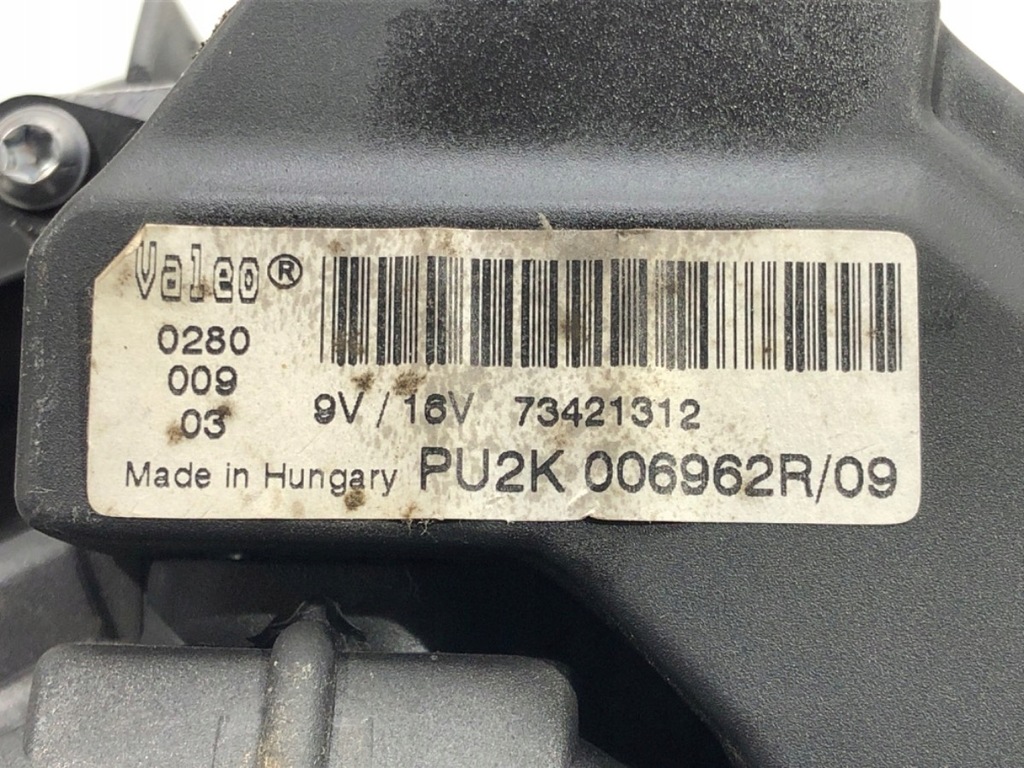 Valeo®
0280
009
03
9V / 16V 73421312
Made in Hungary PU2K 006962R/09